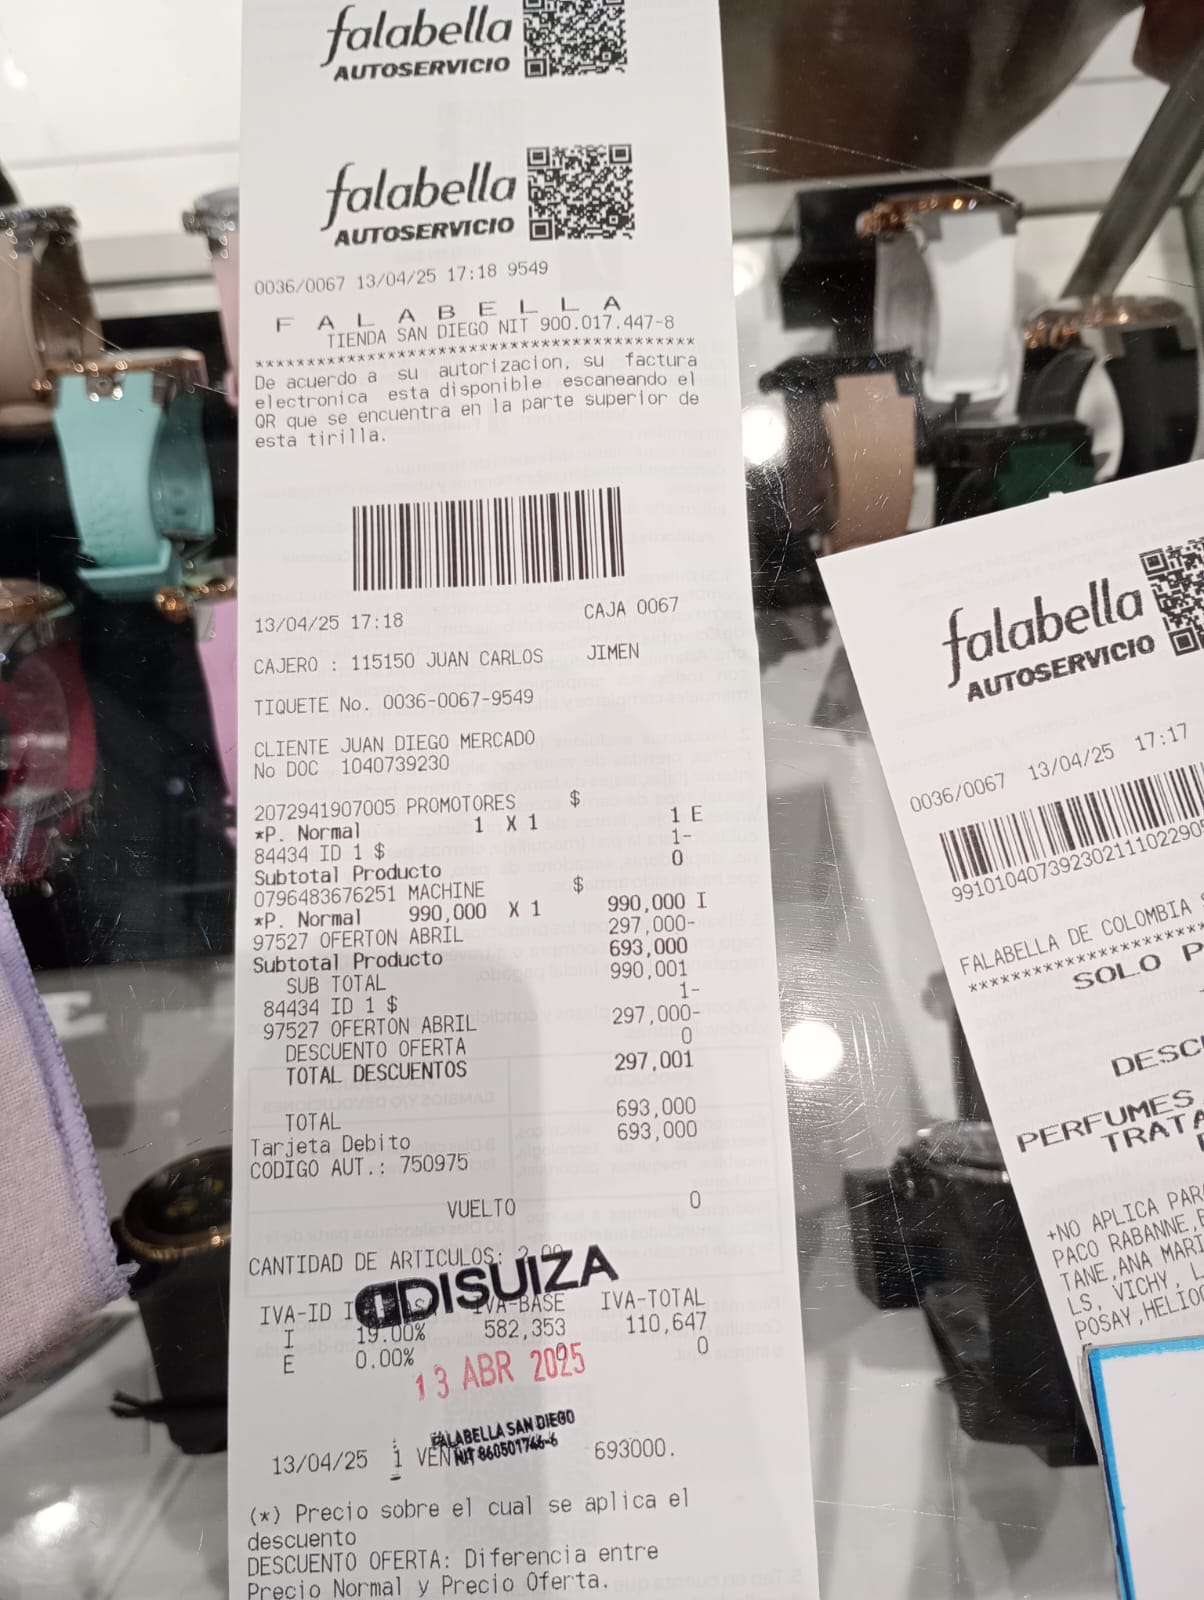 falabella
AUTOSERVICIO
falabella
AUTOSERVICIO
0036/0067 13/04/25 17:18 9549
F A L A B E L L A
TIENDA SAN DIEGO NIT 900.017.447-8
******************************************
De acuerdo a su autorizacion, su factura
electronica esta disponible escaneando el
QR que se encuentra en la parte superior de
esta tirilla.
13/04/25 17:18 CAJA 0067
CAJERO : 115150 JUAN CARLOS JIMEN
TIQUETE No. 0036-0067-9549
CLIENTE JUAN DIEGO MERCADO
No DOC 1040739230
2072941907005 PROMOTORES $
*P. Normal 1 X 1 1 E
84434 ID 1 $ 1-
Subtotal Producto 0
0796483676251 MACHINE $
*P. Normal 990,000 X 1 990,000 I
97527 OFERTON ABRIL 297,000-
Subtotal Producto 693,000
SUB TOTAL 990,001
84434 ID 1 $ 1-
97527 OFERTON ABRIL 297,000-
DESCUENTO OFERTA 0
TOTAL DESCUENTOS 297,001
TOTAL 693,000
Tarjeta Debito 693,000
CODIGO AUT.: 750975
VUELTO 0
CANTIDAD DE ARTICULOS: 2.00
DISUIZA
IVA-ID IVA-BASE IVA-TOTAL
I 19.00% 582,353 110,647
E 0.00% 0 0
13 ABR 2025
FALABELLA SAN DIEGO
NIT 860501746-6
13/04/25 1 VEN 693000.
(*) Precio sobre el cual se aplica el
descuento
DESCUENTO OFERTA: Diferencia entre
Precio Normal y Precio Oferta.
falabella
AUTOSERVICIO
0036/0067 13/04/25 17:17
9910104073923021110229
FALABELLA DE COLOMBIA
SOLO P
DESC
PERFUMES
TRATA
+NO APLICA PAR
PACO RABANNE
TANE,ANA MARI
LS, VICHY, L
POSAY,HELIO